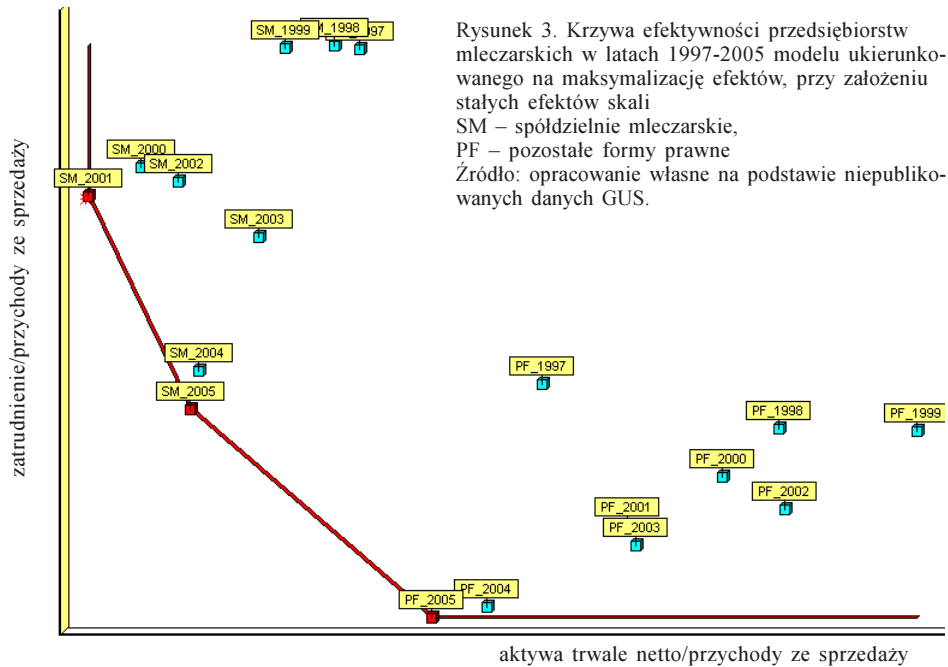 Rysunek 3. Krzywa efektywności przedsiębiorstw
mleczarskich w latach 1997-2005 modelu ukierunko-
wanego na maksymalizację efektów, przy założeniu
stałych efektów skali
SM – spółdzielnie mleczarskie,
PF – pozostałe formy prawne
Źródło: opracowanie własne na podstawie niepubliko-
wanych danych GUS.
zatrudnienie/przychody ze sprzedaży
SM_1999
SM_1998
997
SM_2000
SM_2002
SM_2001
SM_2003
SM_2004
SM_2005
PF_1997
PF_1998
PF_1999
PF_2000
PF_2002
PF_2001
PF_2003
PF_2004
PF_2005
aktywa trwałe netto/przychody ze sprzedaży